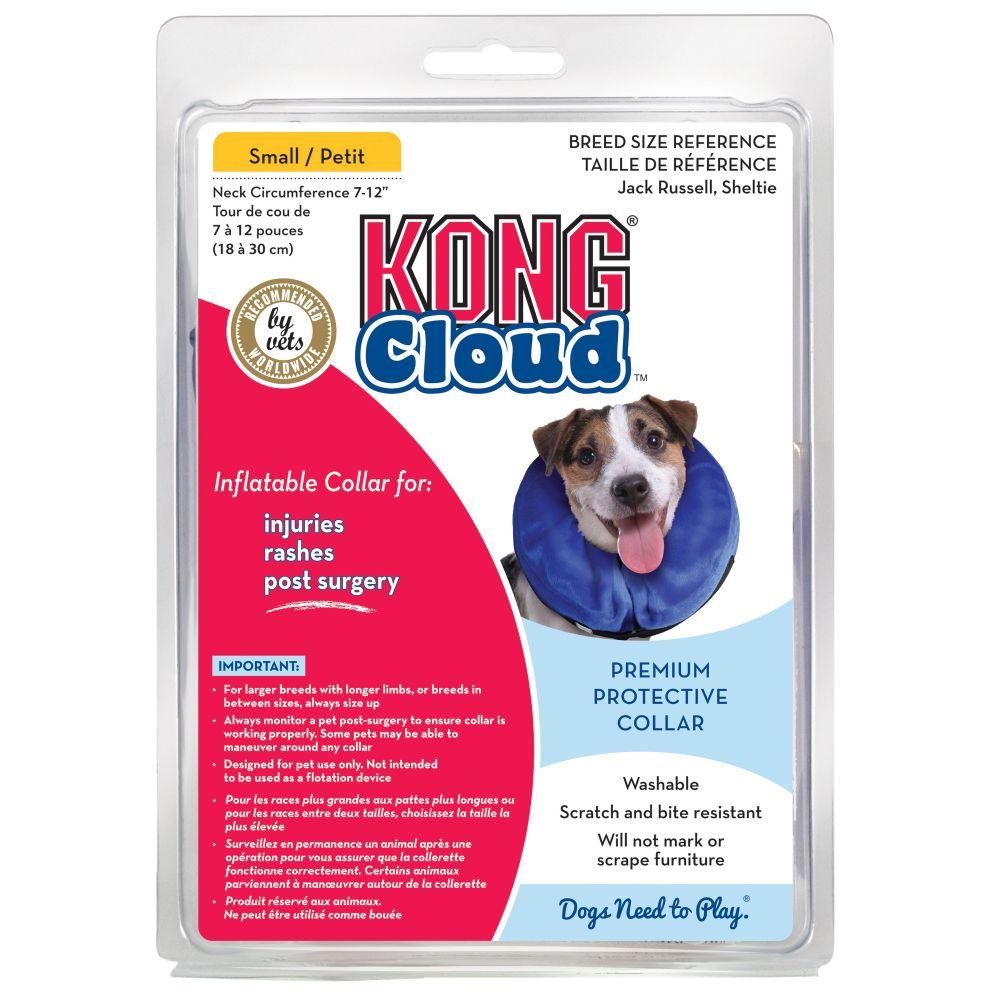 Small / Petit
Neck Circumference 7-12”
Tour de cou de
7 à 12 pouces
(18 à 30 cm)
BREED SIZE REFERENCE
TAILLE DE RÉFÉRENCE
Jack Russell, Sheltie
KONG®
Cloud™
RECOMMENDED
by
vets
WORLDWIDE
Inflatable Collar for:
injuries
rashes
post surgery
IMPORTANT:
• For larger breeds with longer limbs, or breeds in
between sizes, always size up
• Always monitor a pet post-surgery to ensure collar is
working properly. Some pets may be able to
maneuver around any collar
• Designed for pet use only. Not intended
to be used as a flotation device
• Pour les races plus grandes aux pattes plus longues ou
pour les races entre deux tailles, choisissez la taille la
plus élevée
• Surveillez en permanence un animal après une
opération pour vous assurer que la collerette
fonctionne correctement. Certains animaux
parviennent à manœuvrer autour de la collerette
• Produit réservé aux animaux.
Ne peut être utilisé comme bouée
PREMIUM
PROTECTIVE
COLLAR
Washable
Scratch and bite resistant
Will not mark or
scrape furniture
Dogs Need to Play.®